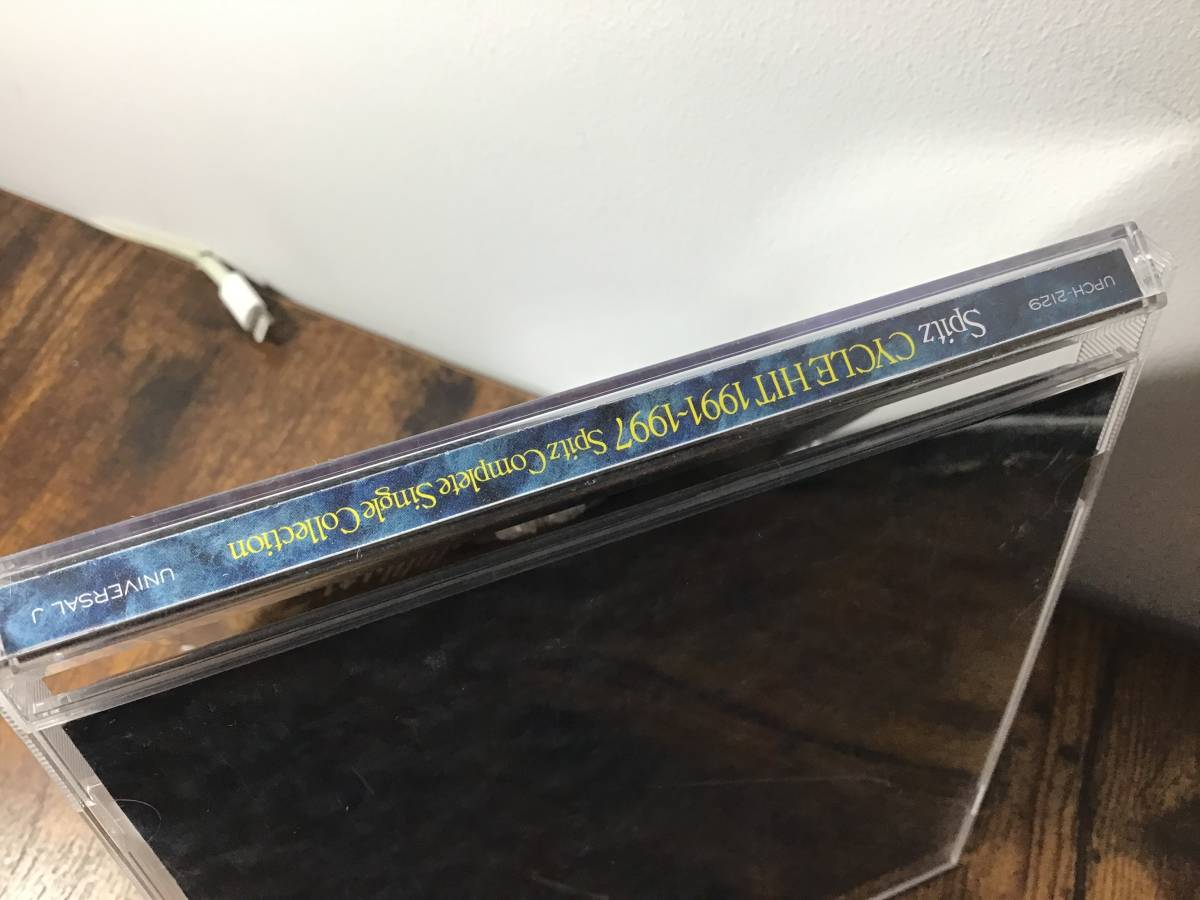 UPCH-2129
Spitz CYCLE HIT 1991~1997 Spitz Complete Single Collection
UNIVERSAL J